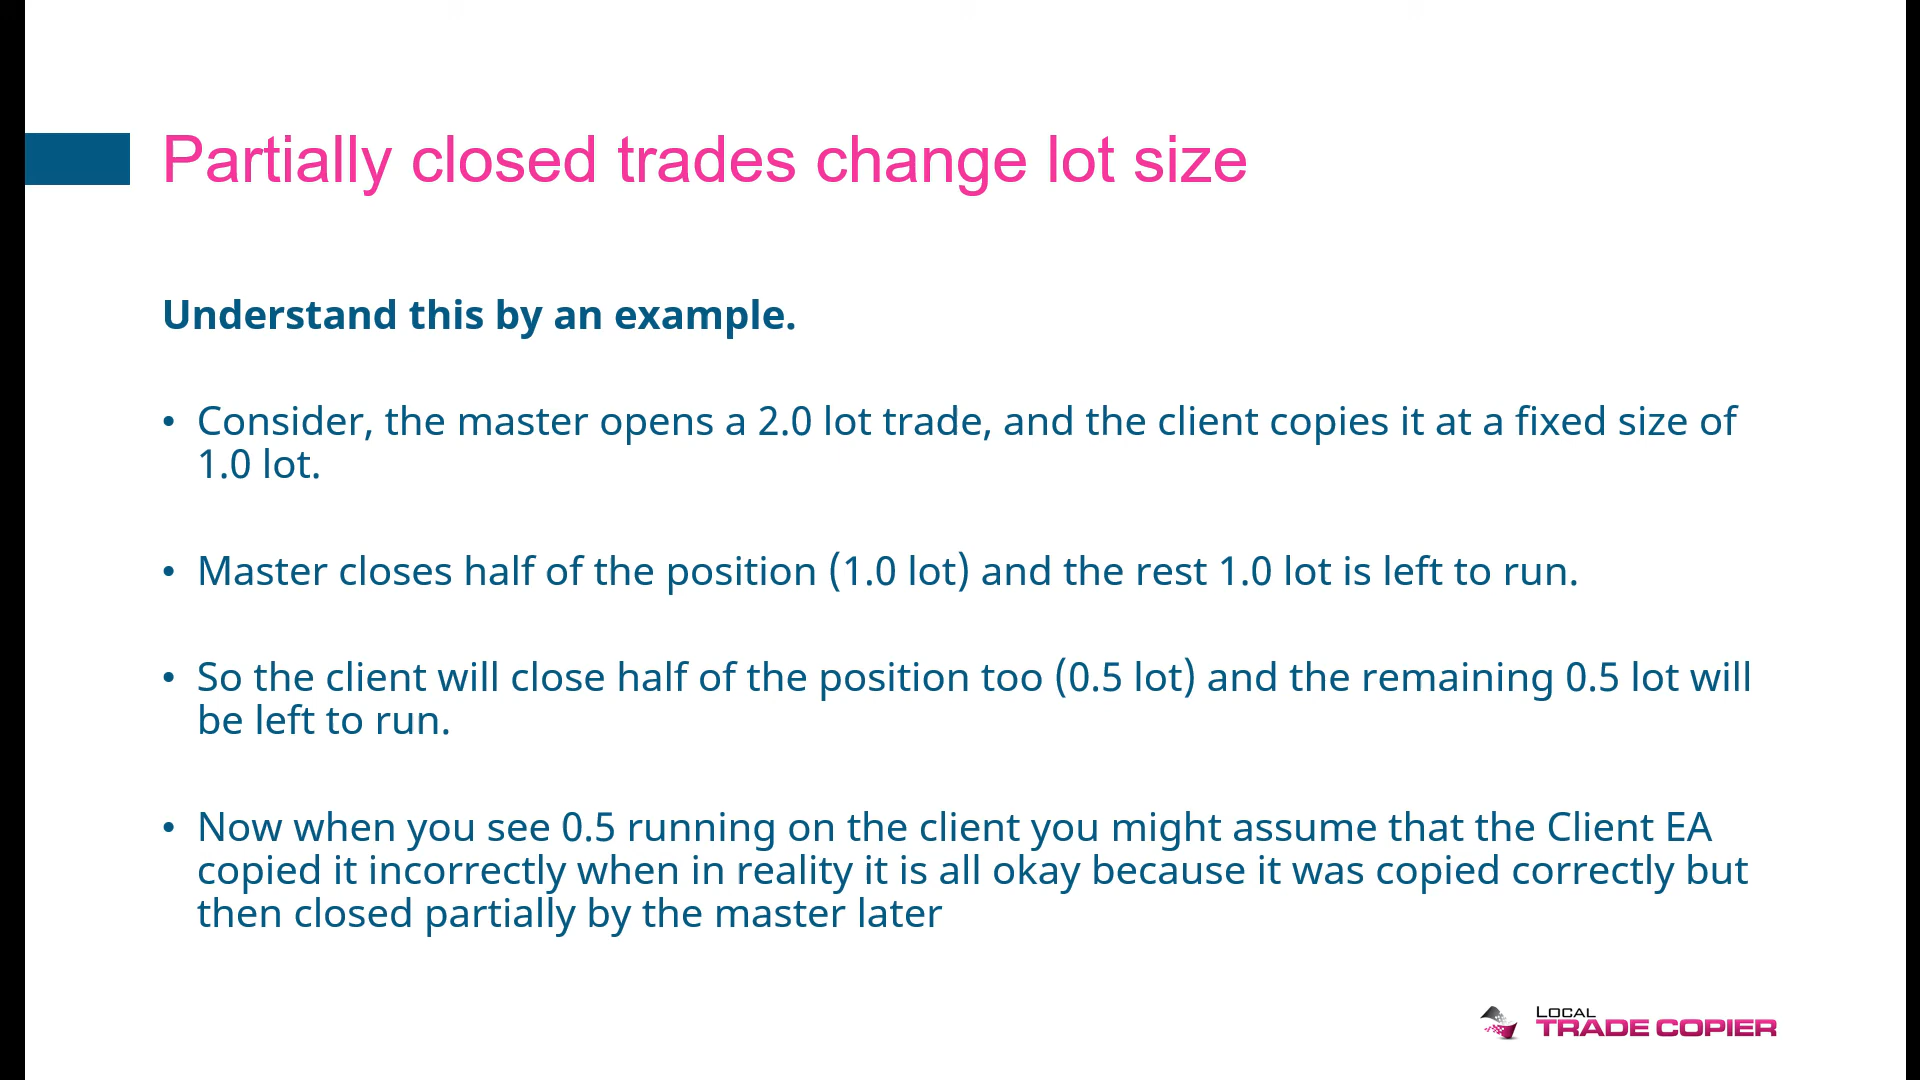 Partially closed trades change lot size
Understand this by an example.
• Consider, the master opens a 2.0 lot trade, and the client copies it at a fixed size of
1.0 lot.
• Master closes half of the position (1.0 lot) and the rest 1.0 lot is left to run.
• So the client will close half of the position too (0.5 lot) and the remaining 0.5 lot will
be left to run.
• Now when you see 0.5 running on the client you might assume that the Client EA
copied it incorrectly when in reality it is all okay because it was copied correctly but
then closed partially by the master later
LOCAL
TRADE COPIER